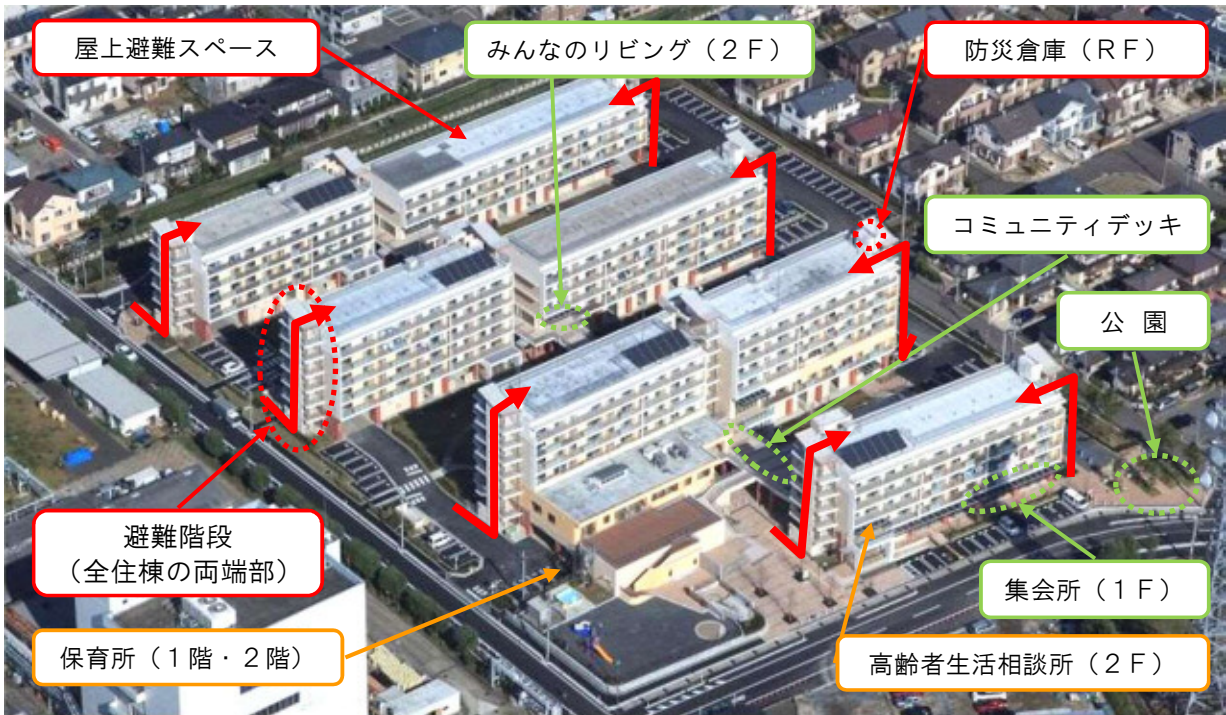 屋上避難スペース
みんなのリビング（２Ｆ）
防災倉庫（ＲＦ）
コミュニティデッキ
公　園
避難階段
（全住棟の両端部）
集会所（１Ｆ）
保育所（１階・２階）
高齢者生活相談所（２Ｆ）